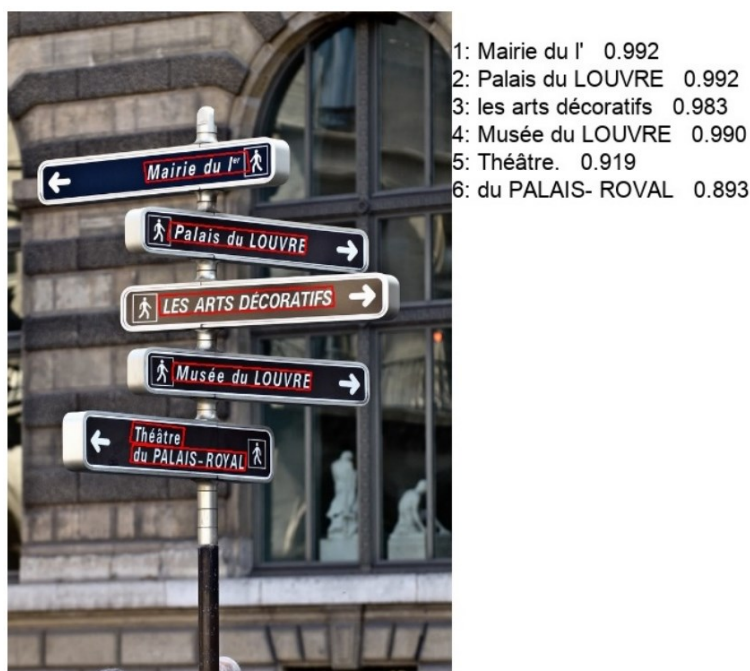 Mairie du Iᵉʳ
Palais du LOUVRE
LES ARTS DÉCORATIFS
Musée du LOUVRE
Théâtre
du PALAIS-ROYAL
1: Mairie du l' 0.992
2: Palais du LOUVRE 0.992
3: les arts décoratifs 0.983
4: Musée du LOUVRE 0.990
5: Théâtre. 0.919
6: du PALAIS- ROVAL 0.893